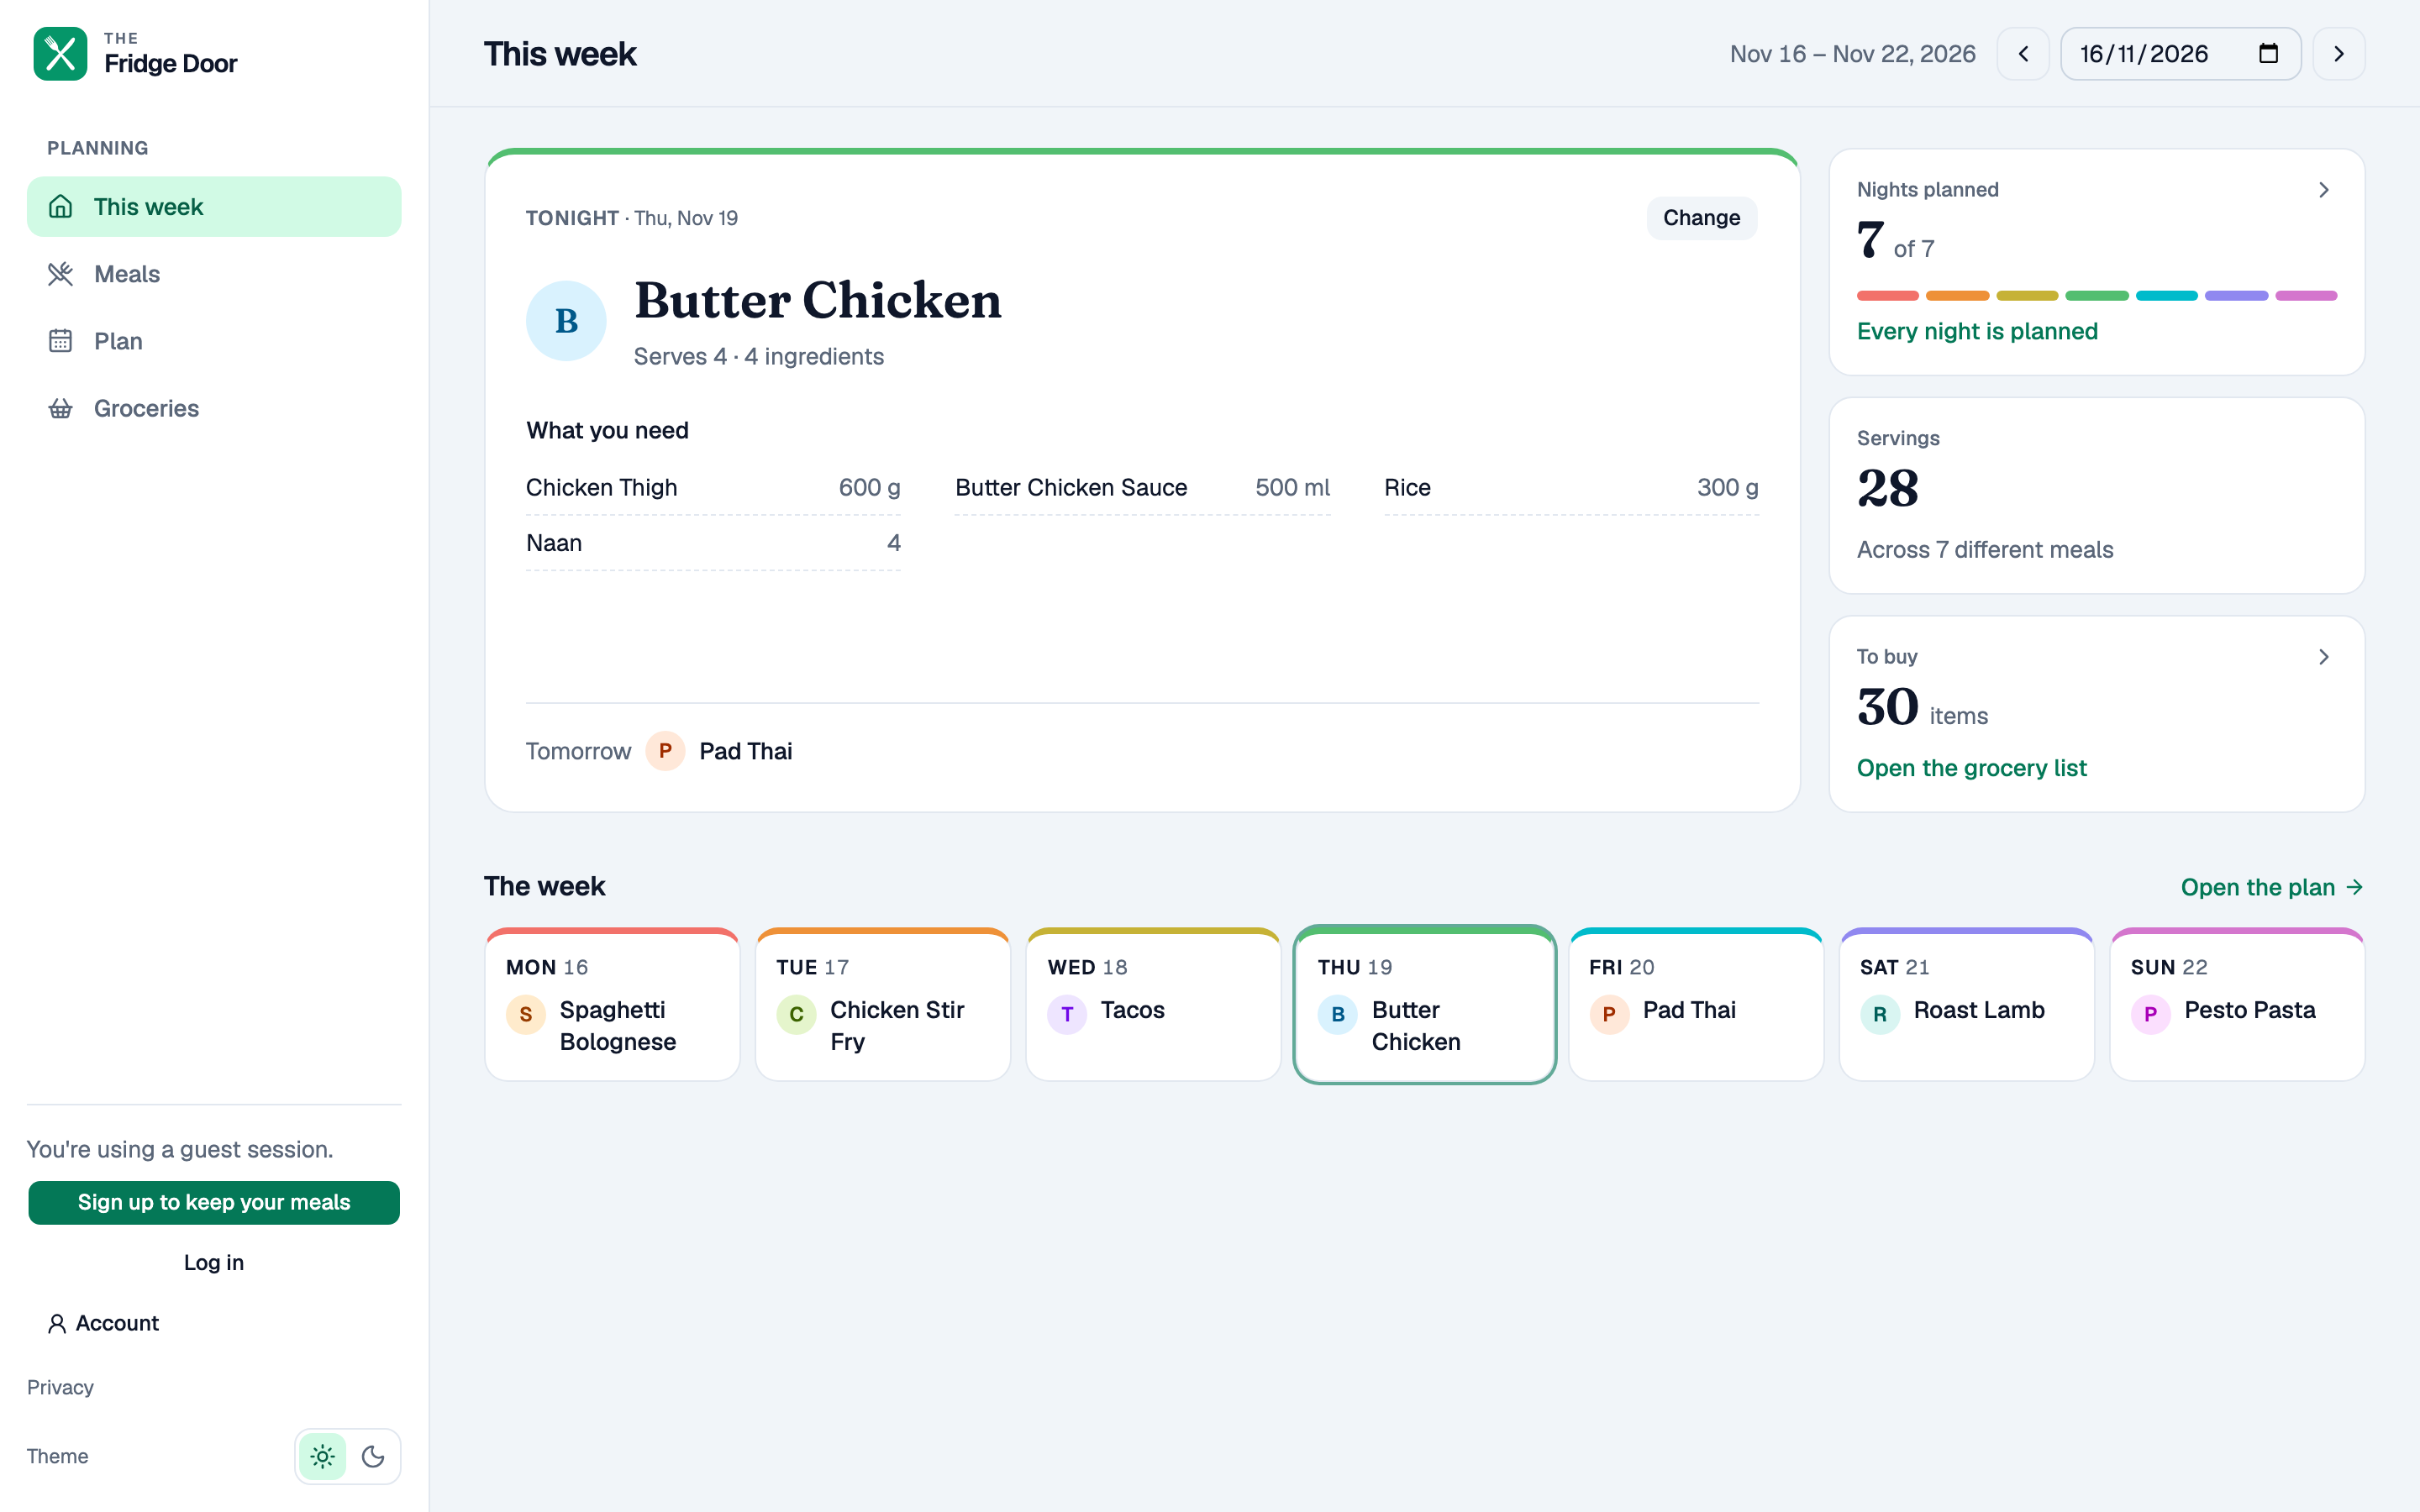 THE
Fridge Door
PLANNING
This week
Meals
Plan
Groceries
You're using a guest session.
Sign up to keep your meals
Log in
Account
Privacy
Theme
This week
Nov 16 – Nov 22, 2026
16/11/2026
TONIGHT · Thu, Nov 19
Change
B
Butter Chicken
Serves 4 · 4 ingredients
What you need
Chicken Thigh 600 g
Butter Chicken Sauce 500 ml
Rice 300 g
Naan 4
Tomorrow P Pad Thai
Nights planned
7 of 7
Every night is planned
Servings
28
Across 7 different meals
To buy
30 items
Open the grocery list
The week
Open the plan →
MON 16
S Spaghetti
Bolognese
TUE 17
C Chicken Stir
Fry
WED 18
T Tacos
THU 19
B Butter
Chicken
FRI 20
P Pad Thai
SAT 21
R Roast Lamb
SUN 22
P Pesto Pasta